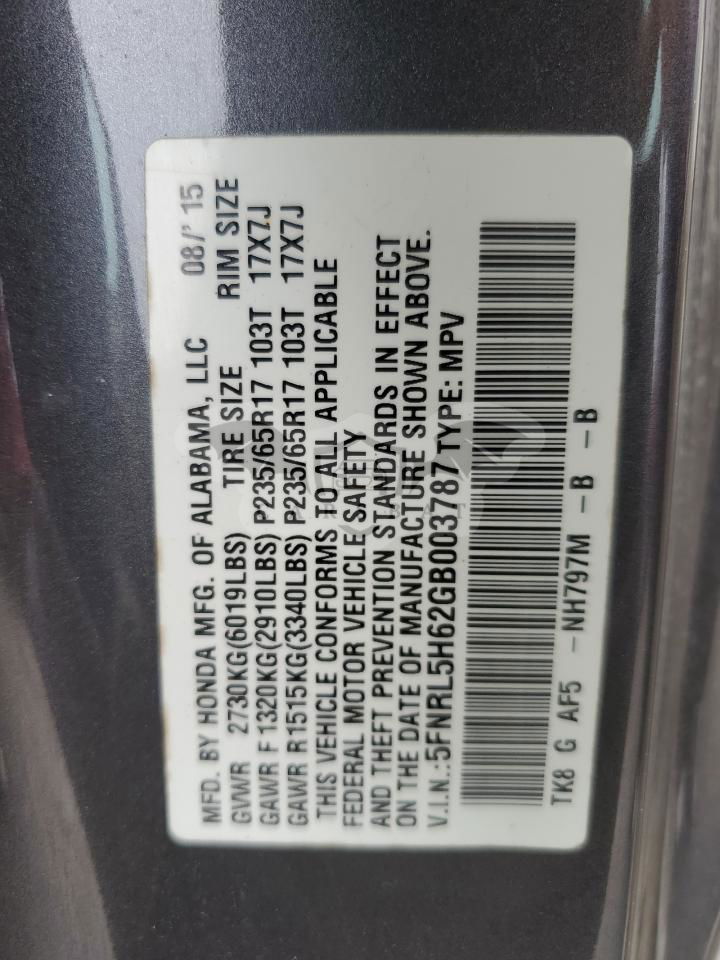 MFD. BY HONDA MFG. OF ALABAMA, LLC 08/' 15
GVWR 2730KG(6019LBS) TIRE SIZE RIM SIZE
GAWR F 1320KG(2910LBS) P235/65R17 103T 17X7J
GAWR R1515KG(3340LBS) P235/65R17 103T 17X7J
THIS VEHICLE CONFORMS TO ALL APPLICABLE
FEDERAL MOTOR VEHICLE SAFETY
AND THEFT PREVENTION STANDARDS IN EFFECT
ON THE DATE OF MANUFACTURE SHOWN ABOVE.
V.I.N.:5FNRL5H62GB003787 TYPE: MPV
TK8 G AF5 -NH797M -B -B